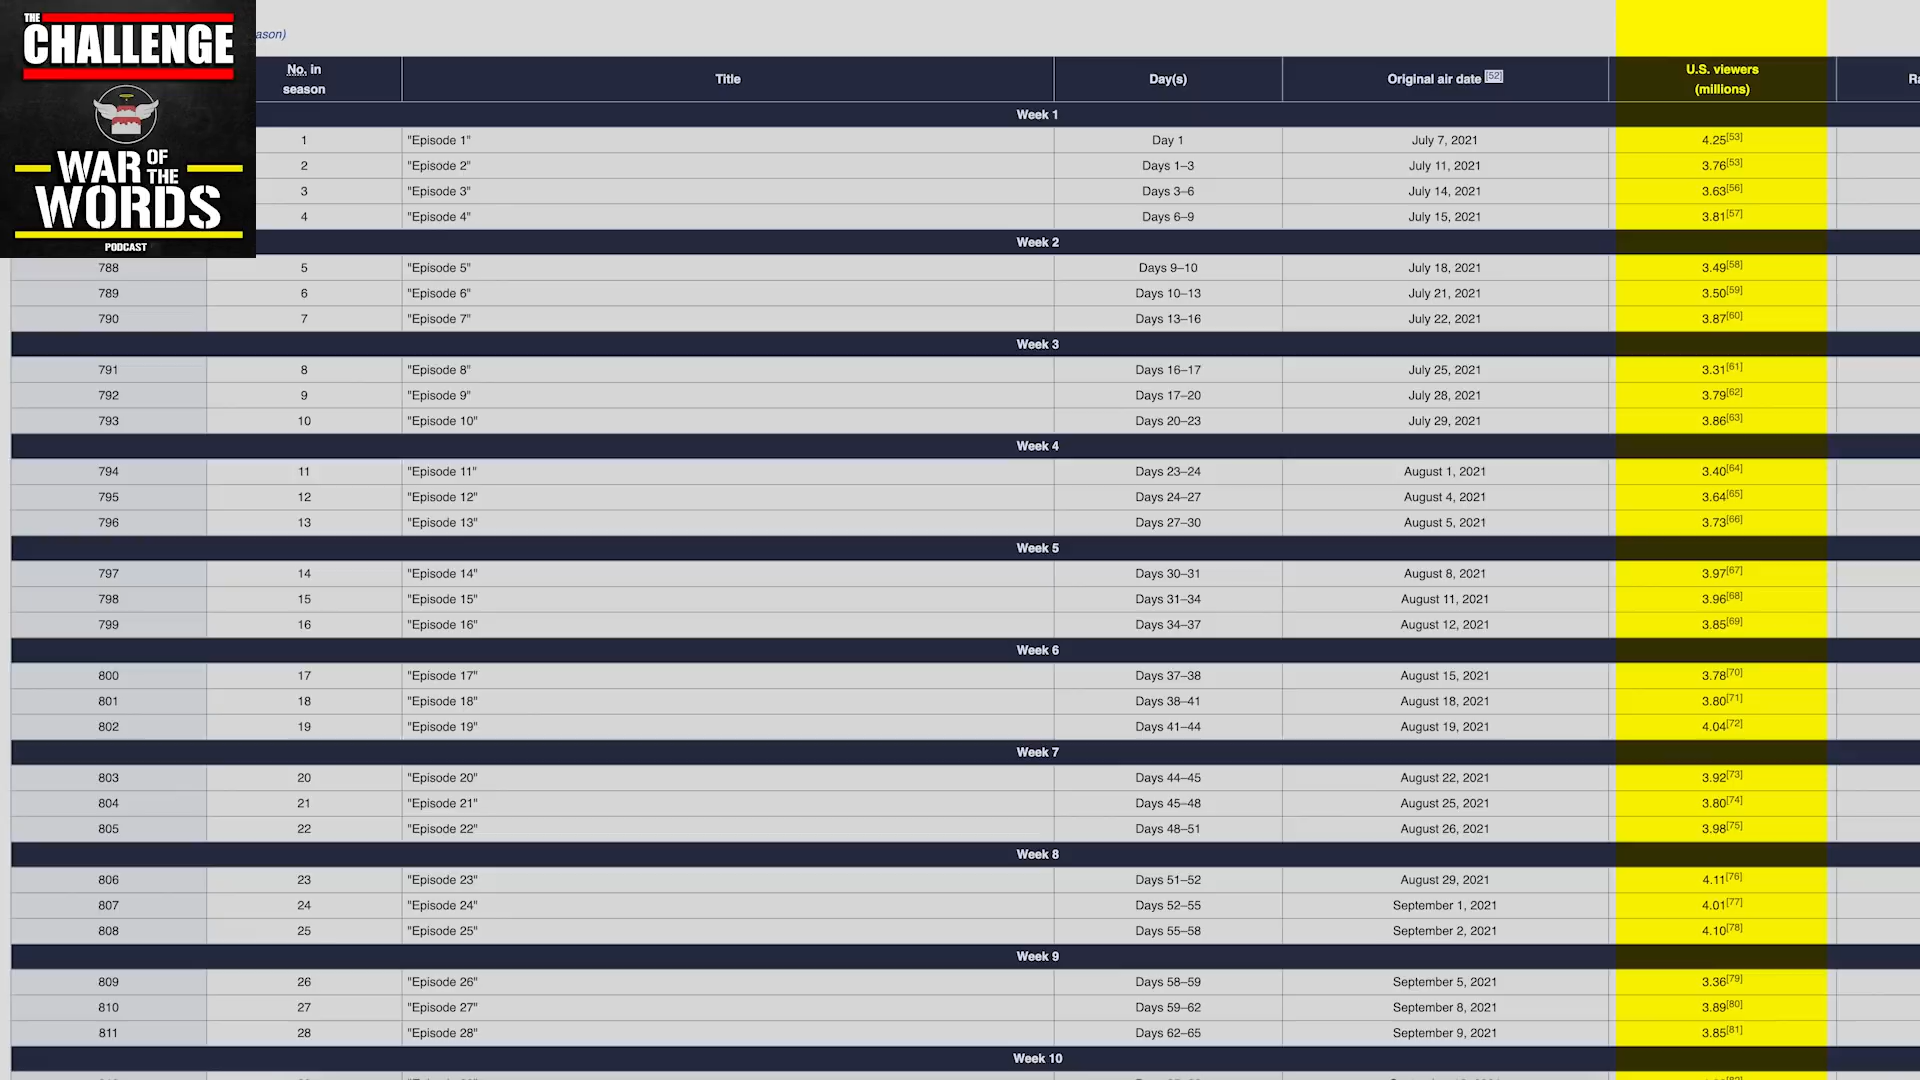 THE
CHALLENGE
WAR OF THE
WORDS
PODCAST
ason)
No. in season Title Day(s) Original air date [52] U.S. viewers (millions) Ra
Week 1
1 "Episode 1" Day 1 July 7, 2021 4.25[53]
2 "Episode 2" Days 1–3 July 11, 2021 3.76[53]
3 "Episode 3" Days 3–6 July 14, 2021 3.63[56]
4 "Episode 4" Days 6–9 July 15, 2021 3.81[57]
Week 2
788 5 "Episode 5" Days 9–10 July 18, 2021 3.49[58]
789 6 "Episode 6" Days 10–13 July 21, 2021 3.50[59]
790 7 "Episode 7" Days 13–16 July 22, 2021 3.87[60]
Week 3
791 8 "Episode 8" Days 16–17 July 25, 2021 3.31[61]
792 9 "Episode 9" Days 17–20 July 28, 2021 3.79[62]
793 10 "Episode 10" Days 20–23 July 29, 2021 3.86[63]
Week 4
794 11 "Episode 11" Days 23–24 August 1, 2021 3.40[64]
795 12 "Episode 12" Days 24–27 August 4, 2021 3.64[65]
796 13 "Episode 13" Days 27–30 August 5, 2021 3.73[66]
Week 5
797 14 "Episode 14" Days 30–31 August 8, 2021 3.97[67]
798 15 "Episode 15" Days 31–34 August 11, 2021 3.96[68]
799 16 "Episode 16" Days 34–37 August 12, 2021 3.85[69]
Week 6
800 17 "Episode 17" Days 37–38 August 15, 2021 3.78[70]
801 18 "Episode 18" Days 38–41 August 18, 2021 3.80[71]
802 19 "Episode 19" Days 41–44 August 19, 2021 4.04[72]
Week 7
803 20 "Episode 20" Days 44–45 August 22, 2021 3.92[73]
804 21 "Episode 21" Days 45–48 August 25, 2021 3.80[74]
805 22 "Episode 22" Days 48–51 August 26, 2021 3.98[75]
Week 8
806 23 "Episode 23" Days 51–52 August 29, 2021 4.11[76]
807 24 "Episode 24" Days 52–55 September 1, 2021 4.01[77]
808 25 "Episode 25" Days 55–58 September 2, 2021 4.10[78]
Week 9
809 26 "Episode 26" Days 58–59 September 5, 2021 3.36[79]
810 27 "Episode 27" Days 59–62 September 8, 2021 3.89[80]
811 28 "Episode 28" Days 62–65 September 9, 2021 3.85[81]
Week 10